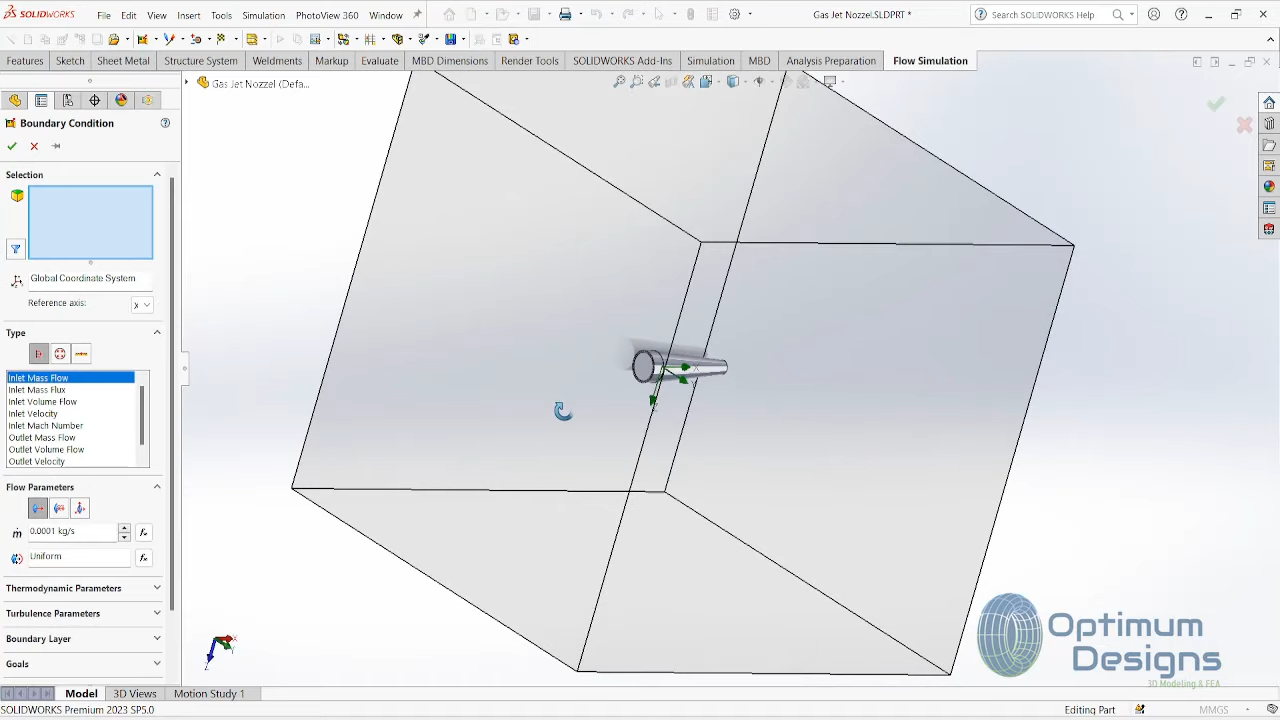 SOLIDWORKS
File Edit View Insert Tools Simulation PhotoView 360 Window
Gas Jet Nozzel.SLDPRT *
Search SOLIDWORKS Help
Features Sketch Sheet Metal Structure System Weldments Markup Evaluate MBD Dimensions Render Tools SOLIDWORKS Add-Ins Simulation MBD Analysis Preparation Flow Simulation
Gas Jet Nozzel (Defa...
Boundary Condition
Selection
Global Coordinate System
Reference axis:
X
Type
Inlet Mass Flow
Inlet Mass Flux
Inlet Volume Flow
Inlet Velocity
Inlet Mach Number
Outlet Mass Flow
Outlet Volume Flow
Outlet Velocity
Flow Parameters
0.0001 kg/s
Uniform
Thermodynamic Parameters
Turbulence Parameters
Boundary Layer
Goals
Optimum
Designs
3D Modeling & FEA
Model 3D Views Motion Study 1
SOLIDWORKS Premium 2023 SP5.0
Editing Part
MMGS